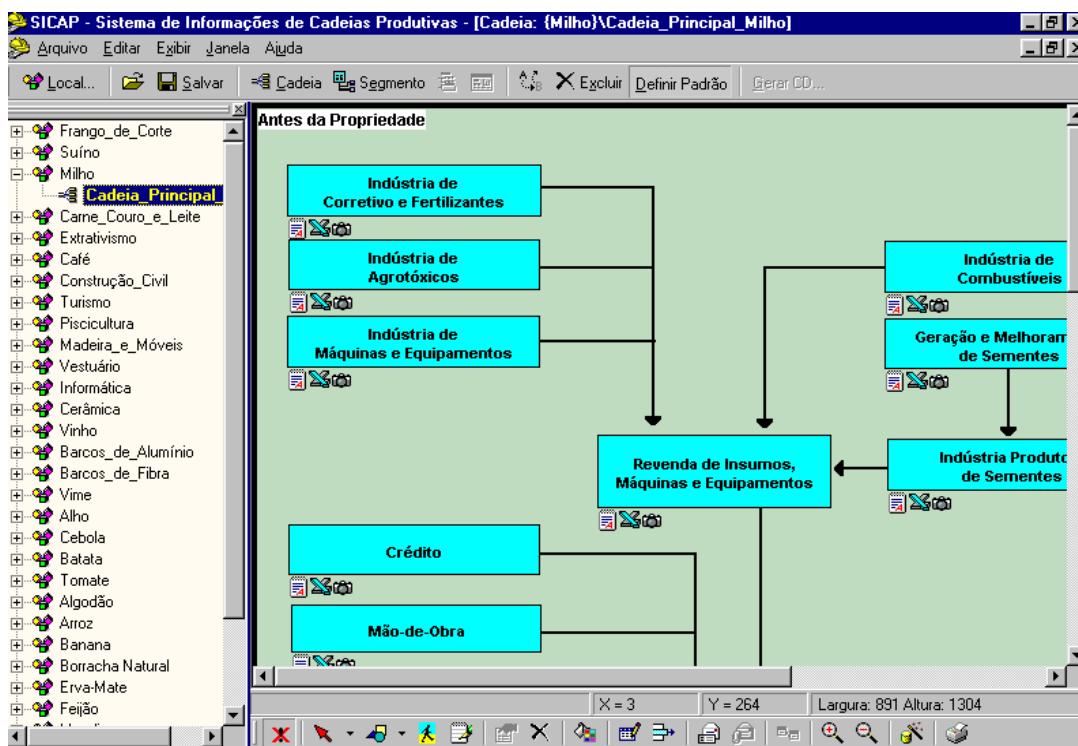 SICAP - Sistema de Informações de Cadeias Produtivas - [Cadeia: {Milho}\Cadeia_Principal_Milho]
Arquivo Editar Exibir Janela Ajuda
Local... Salvar Cadeia Segmento Excluir Definir Padrão Gerar CD...
Frango_de_Corte
Suíno
Milho
Cadeia_Principal_
Carne_Couro_e_Leite
Extrativismo
Café
Construção_Civil
Turismo
Piscicultura
Madeira_e_Móveis
Vestuário
Informática
Cerâmica
Vinho
Barcos_de_Alumínio
Barcos_de_Fibra
Vime
Alho
Cebola
Batata
Tomate
Algodão
Arroz
Banana
Borracha Natural
Erva-Mate
Feijão
Antes da Propriedade
Indústria de
Corretivo e Fertilizantes
Indústria de
Agrotóxicos
Indústria de
Máquinas e Equipamentos
Indústria de
Combustíveis
Geração e Melhoram
de Sementes
Revenda de Insumos,
Máquinas e Equipamentos
Indústria Produto
de Sementes
Crédito
Mão-de-Obra
X = 3 Y = 264 Largura: 891 Altura: 1304